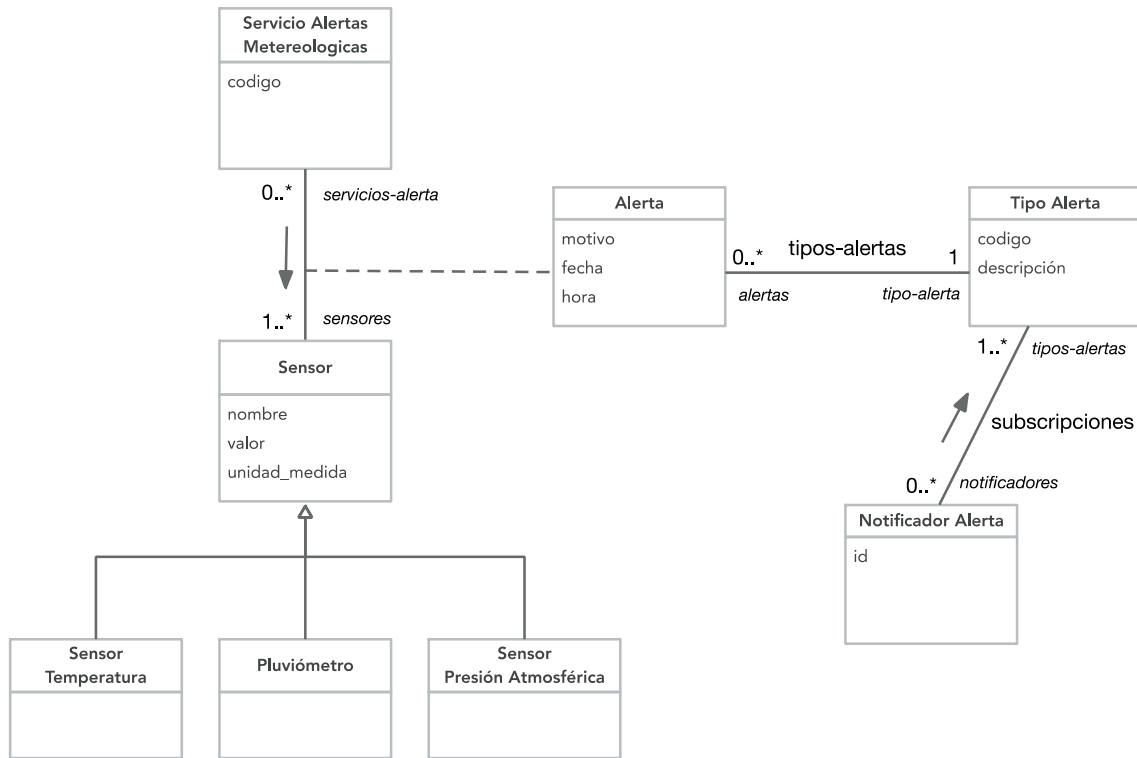 Servicio Alertas
Metereologicas
codigo
0..*
servicios-alerta
1..*
sensores
Sensor
nombre
valor
unidad_medida
Sensor
Temperatura
Pluviómetro
Sensor
Presión Atmosférica
Alerta
motivo
fecha
hora
0..*
tipos-alertas
1
alertas
tipo-alerta
Tipo Alerta
codigo
descripción
1..*
tipos-alertas
subscripciones
0..*
notificadores
Notificador Alerta
id